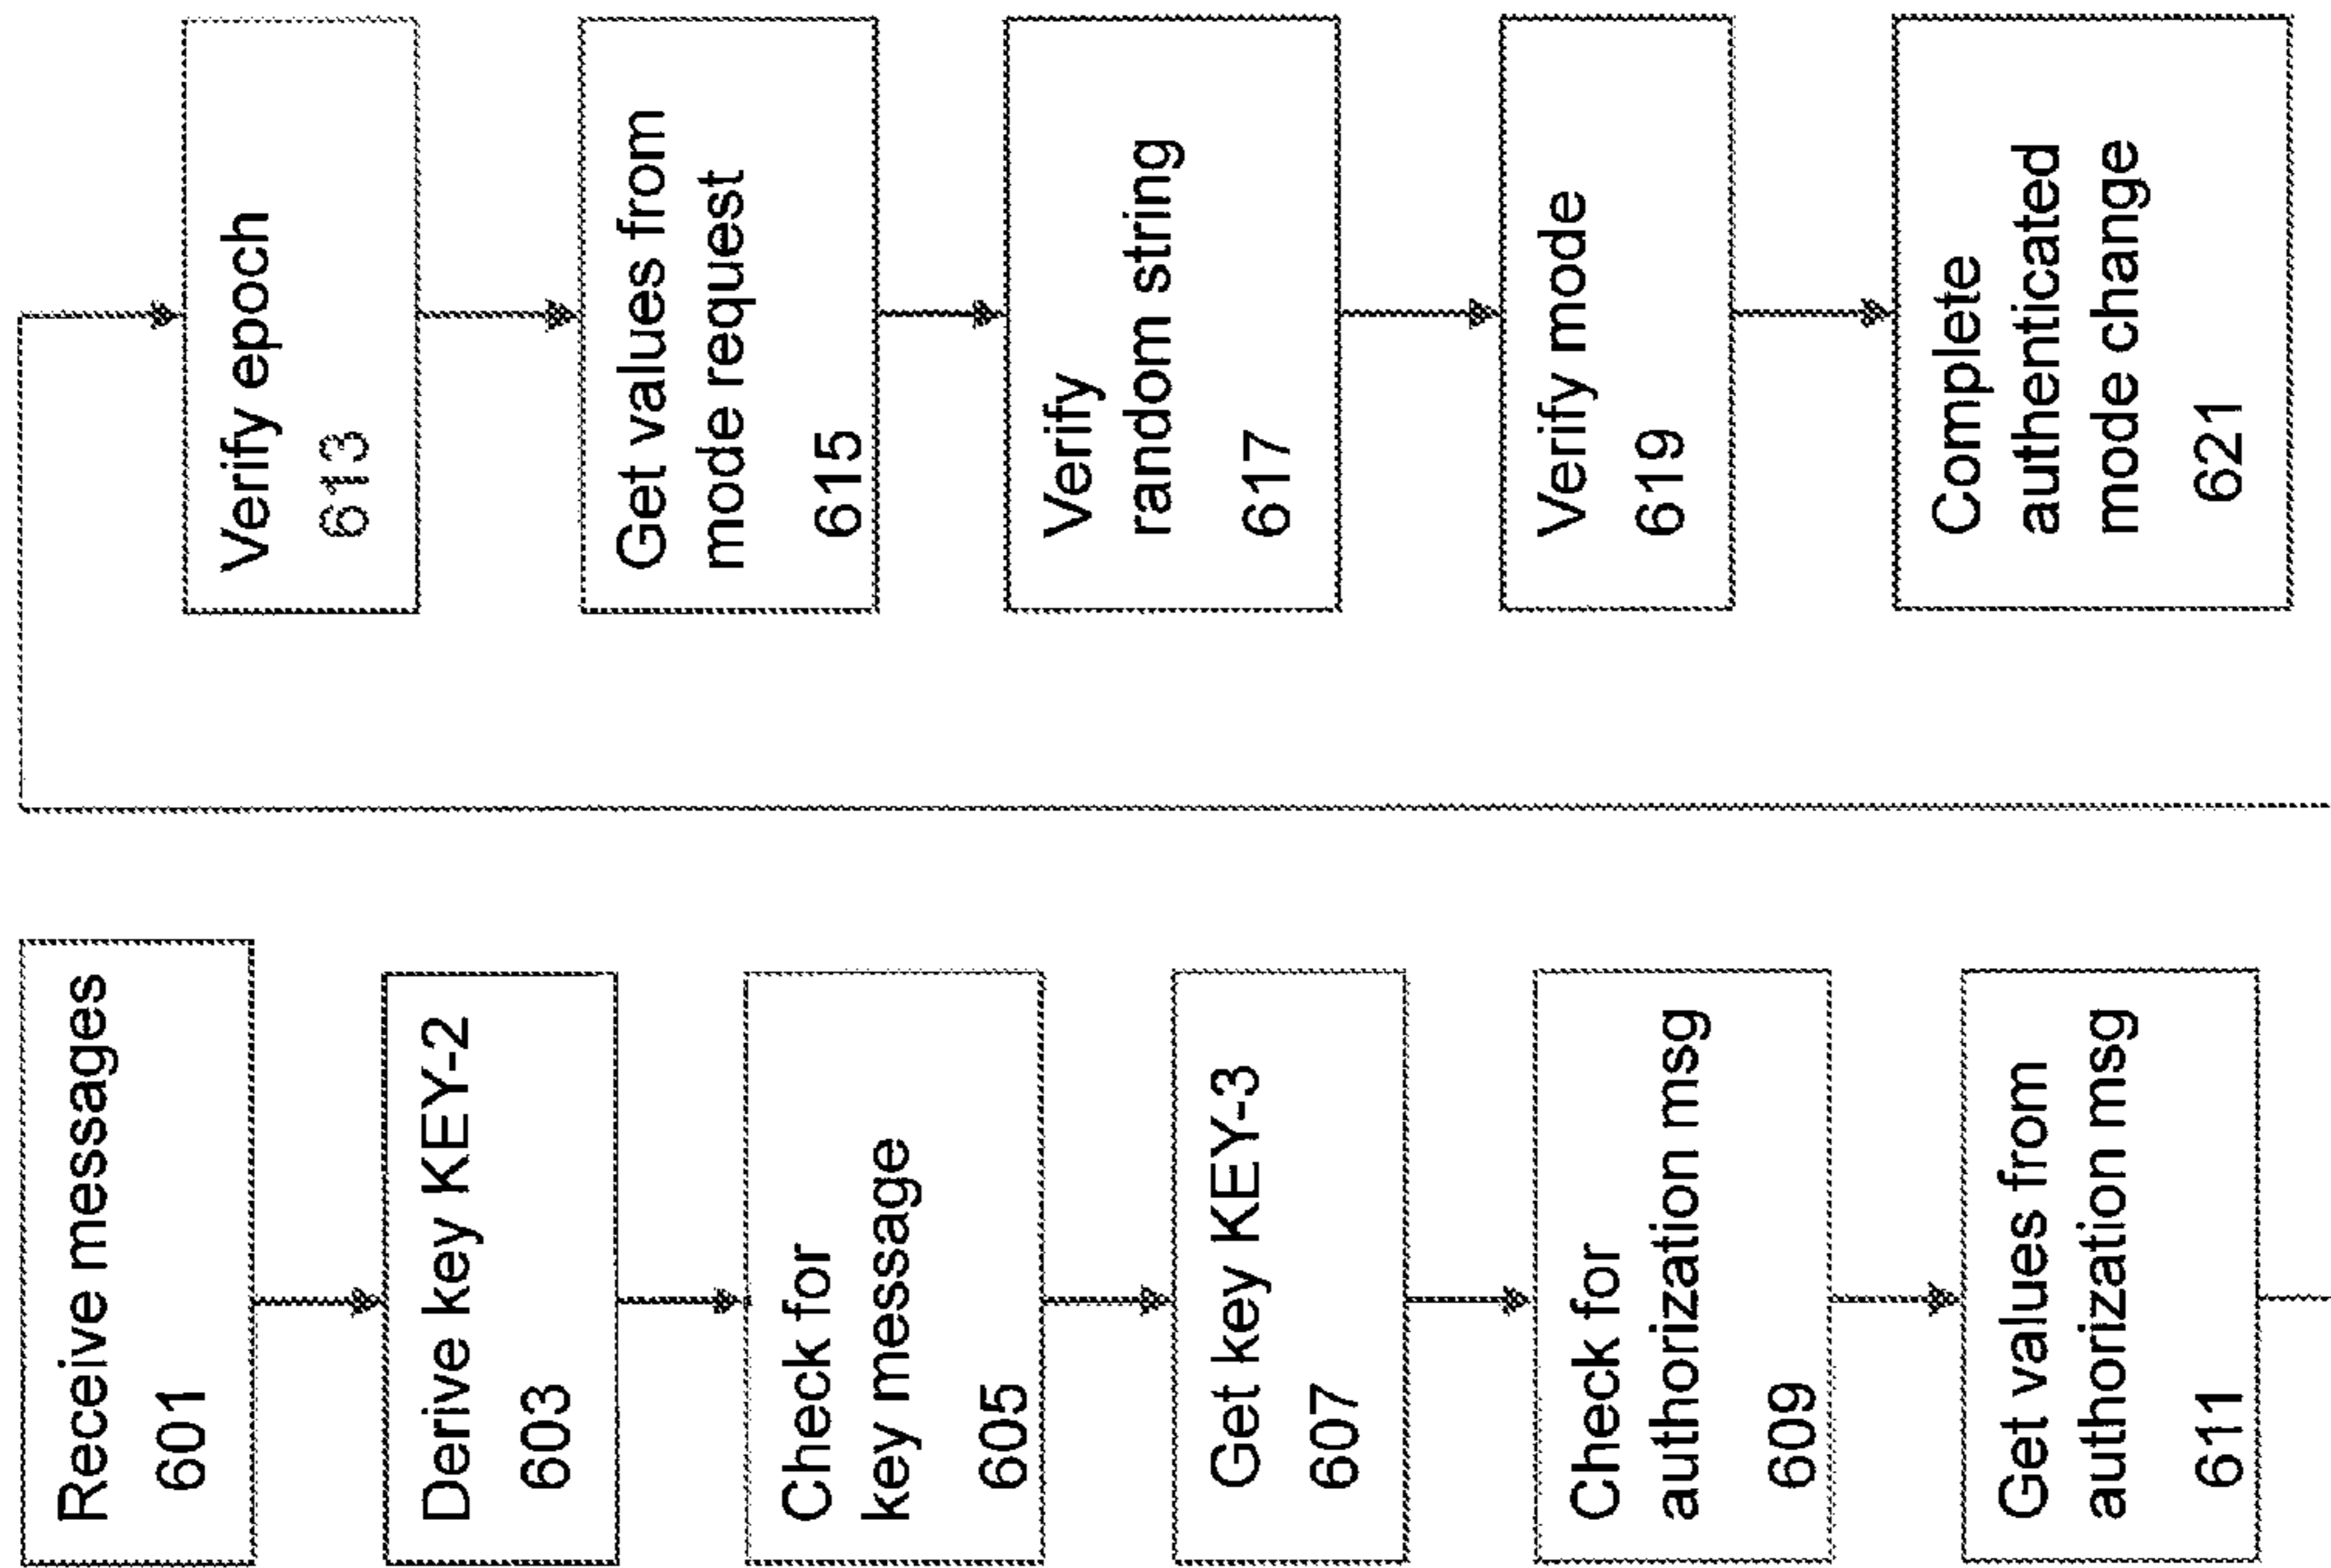 Receive messages
601
Derive key KEY-2
603
Check for
key message
605
Get key KEY-3
607
Check for
authorization msg
609
Get values from
authorization msg
611
Verify epoch
613
Get values from
mode request
615
Verify
random string
617
Verify mode
619
Complete
authenticated
mode change
621